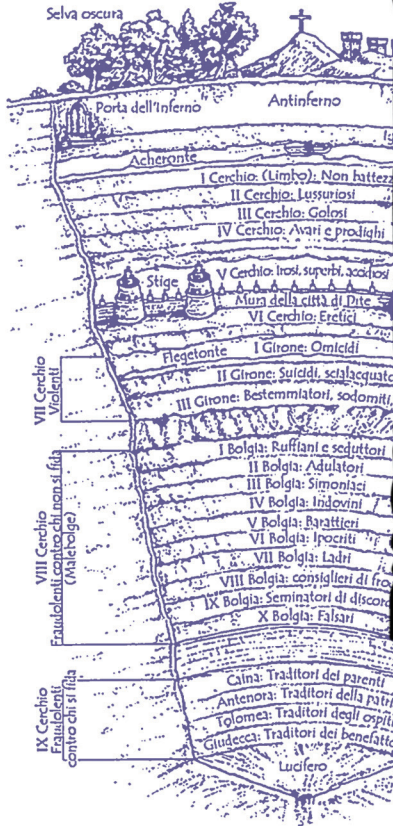 Selva oscura
Porta dell'Inferno
Antinferno
Acheronte
I Cerchio: (Limbo): Non battezz
II Cerchio: Lussuriosi
III Cerchio: Golosi
IV Cerchio: Avari e prodighi
Stige
V Cerchio: Irosi, superbi, accidiosi
Mura della città di Dite
VI Cerchio: Eretici
VII Cerchio
Violenti
Flegetonte
I Girone: Omicidi
II Girone: Suicidi, scialacquato
III Girone: Bestemmiatori, sodomiti,
VIII Cerchio
Fraudolenti contro chi non si fida
(Malebolge)
I Bolgia: Ruffiani e seduttori
II Bolgia: Adulatori
III Bolgia: Simoniaci
IV Bolgia: Indovini
V Bolgia: Barattieri
VI Bolgia: Ipocriti
VII Bolgia: Ladri
VIII Bolgia: consiglieri di fro
IX Bolgia: Seminatori di discor
X Bolgia: Falsari
IX Cerchio
Fraudolenti
contro chi si fida
Caina: Traditori dei parenti
Antenora: Traditori della patri
Tolomea: Traditori degli ospiti
Giudecca: Traditori dei benefatto
Lucifero